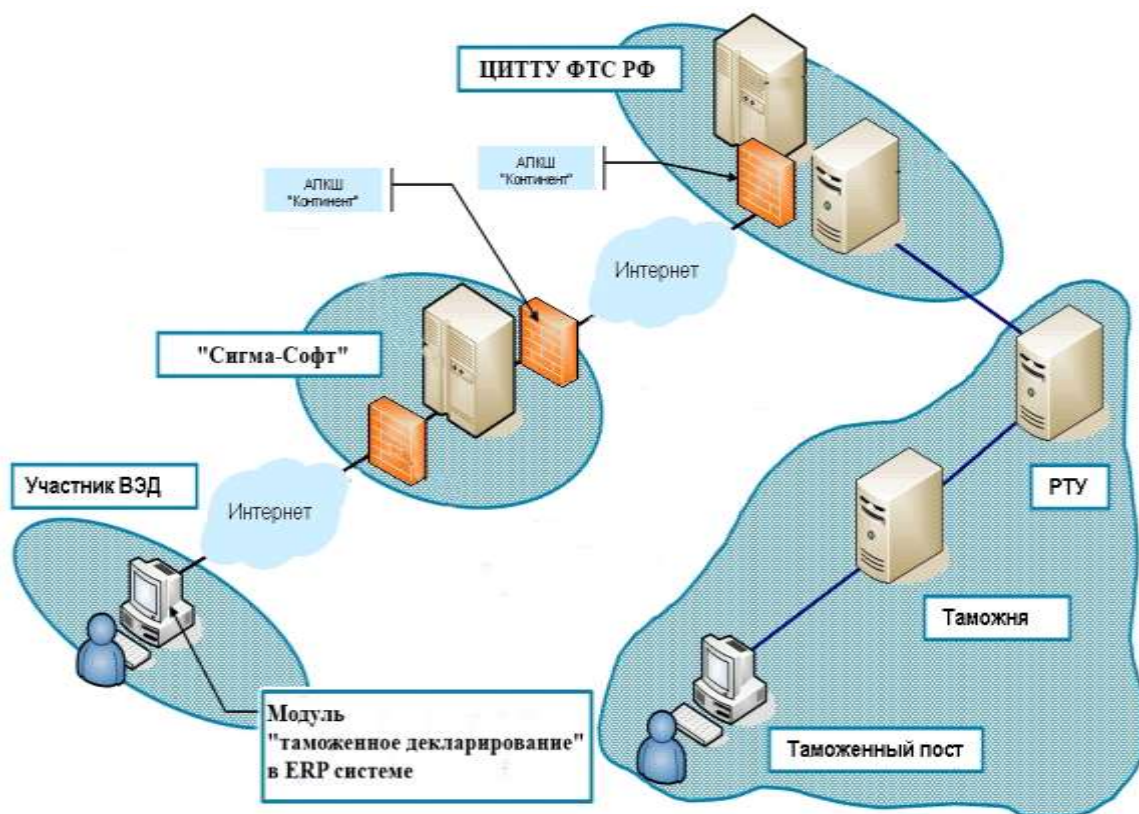 ЦИТТУ ФТС РФ
АПКШ
"Континент"
АПКШ
"Континент"
Интернет
"Сигма-Софт"
Участник ВЭД
Интернет
РТУ
Таможня
Модуль
"таможенное декларирование"
в ERP системе
Таможенный пост